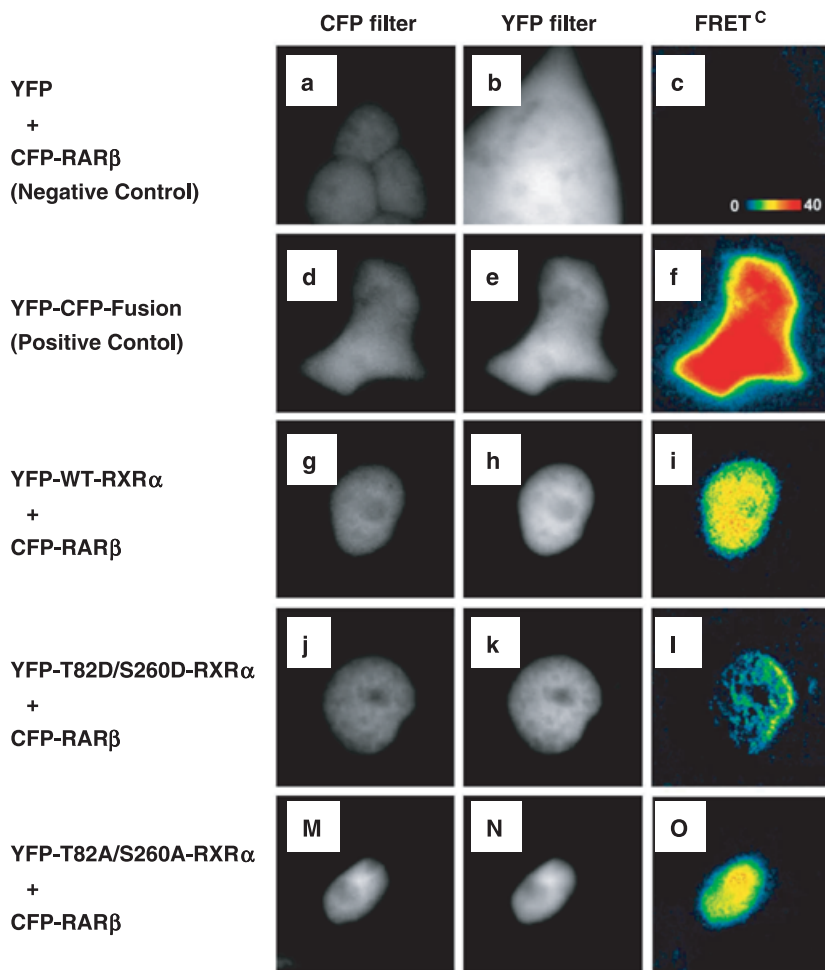 CFP filter YFP filter FRET C
YFP
+
CFP-RARβ
(Negative Control)
a b c
0 40
YFP-CFP-Fusion
(Positive Contol)
d e f
YFP-WT-RXRα
+
CFP-RARβ
g h i
YFP-T82D/S260D-RXRα
+
CFP-RARβ
j k l
YFP-T82A/S260A-RXRα
+
CFP-RARβ
M N O